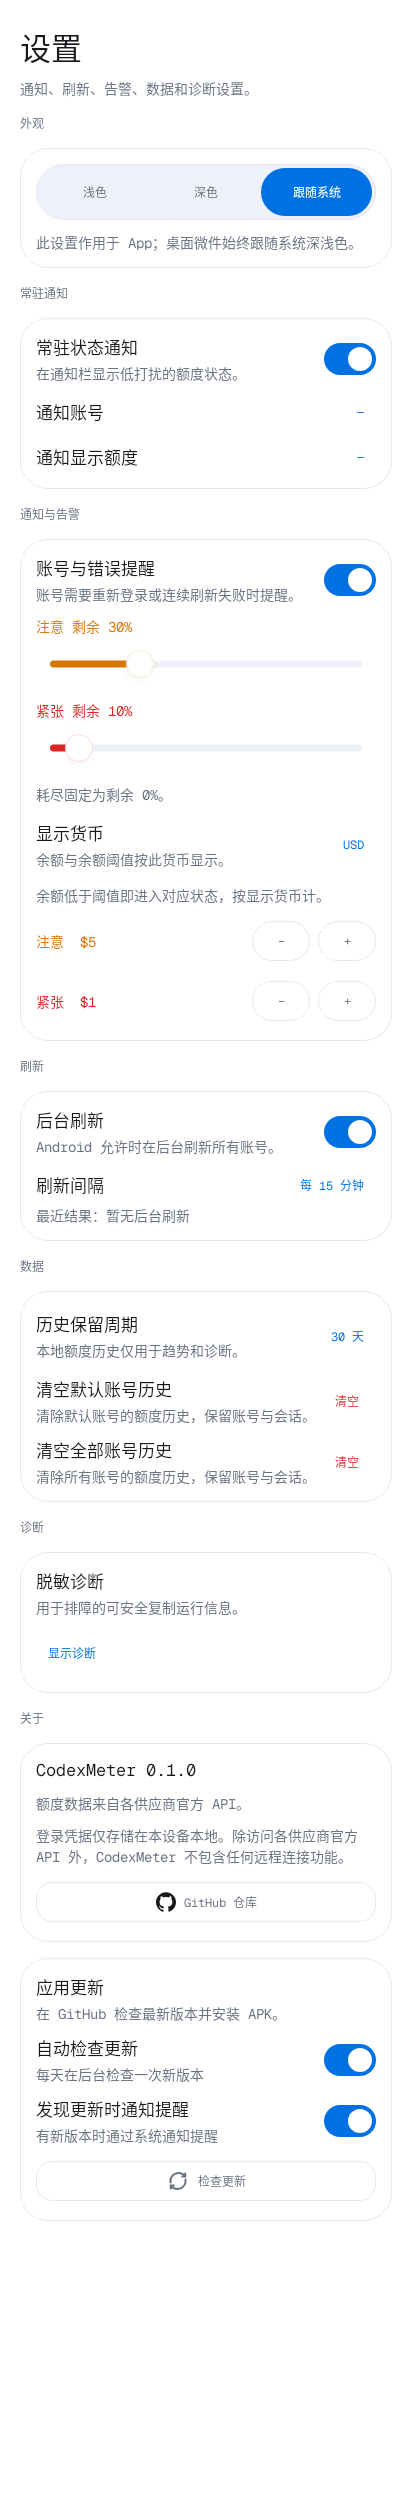 设置
通知、刷新、告警、数据和诊断设置。
外观
浅色 深色 跟随系统
此设置作用于 App；桌面微件始终跟随系统深浅色。
常驻通知
常驻状态通知
在通知栏显示低打扰的额度状态。
通知账号 —
通知显示额度 —
通知与告警
账号与错误提醒
账号需要重新登录或连续刷新失败时提醒。
注意 剩余 30%
紧张 剩余 10%
耗尽固定为剩余 0%。
显示货币
USD
余额与余额阈值按此货币显示。
余额低于阈值即进入对应状态，按显示货币计。
注意 $5 − +
紧张 $1 − +
刷新
后台刷新
Android 允许时在后台刷新所有账号。
刷新间隔 每 15 分钟
最近结果：暂无后台刷新
数据
历史保留周期
30 天
本地额度历史仅用于趋势和诊断。
清空默认账号历史
清空
清除默认账号的额度历史，保留账号与会话。
清空全部账号历史
清空
清除所有账号的额度历史，保留账号与会话。
诊断
脱敏诊断
用于排障的可安全复制运行信息。
显示诊断
关于
CodexMeter 0.1.0
额度数据来自各供应商官方 API。
登录凭据仅存储在本设备本地。除访问各供应商官方
API 外，CodexMeter 不包含任何远程连接功能。
GitHub 仓库
应用更新
在 GitHub 检查最新版本并安装 APK。
自动检查更新
每天在后台检查一次新版本
发现更新时通知提醒
有新版本时通过系统通知提醒
检查更新